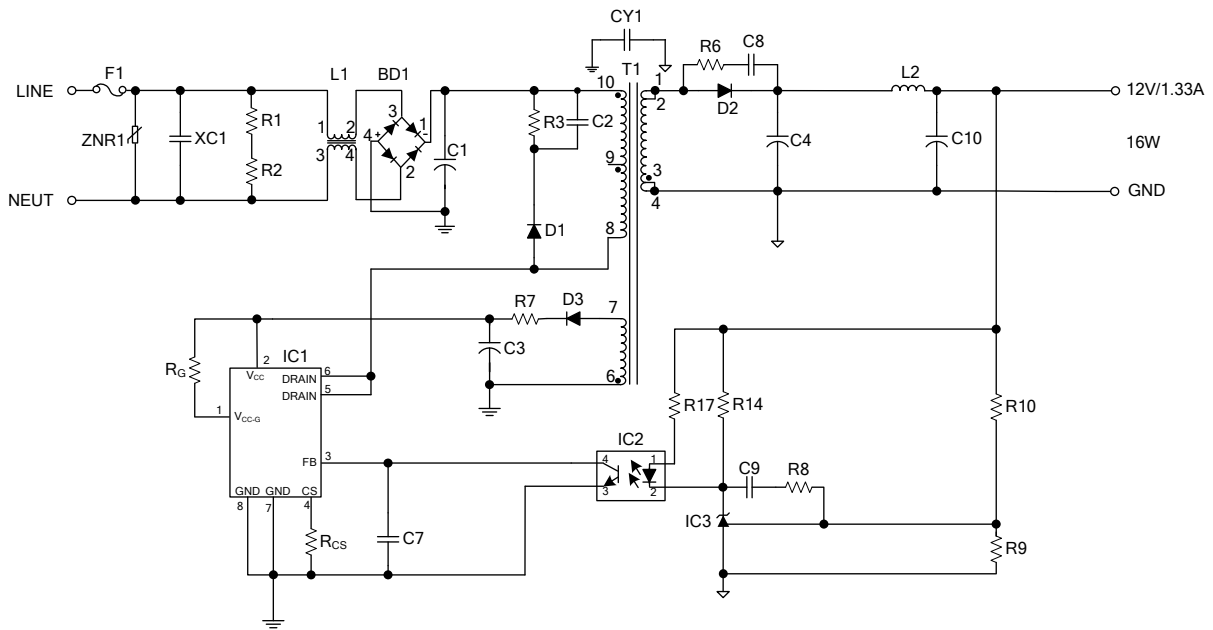 CY1
F1
LINE
L1
BD1
T1
R6
C8
L2
12V/1.33A
16W
GND
NEUT
ZNR1
XC1
R1
R2
1
2
3
4
3
4
+
1
-
2
C1
R3
C2
10
9
8
1
2
3
4
D2
C4
C10
D1
R7
D3
7
C3
6
RG
IC1
2
VCC
DRAIN
6
DRAIN
5
1
VCC-G
FB
3
GND
GND
CS
8
7
4
RCS
C7
IC2
4
3
1
2
R17
R14
R10
C9
R8
IC3
R9